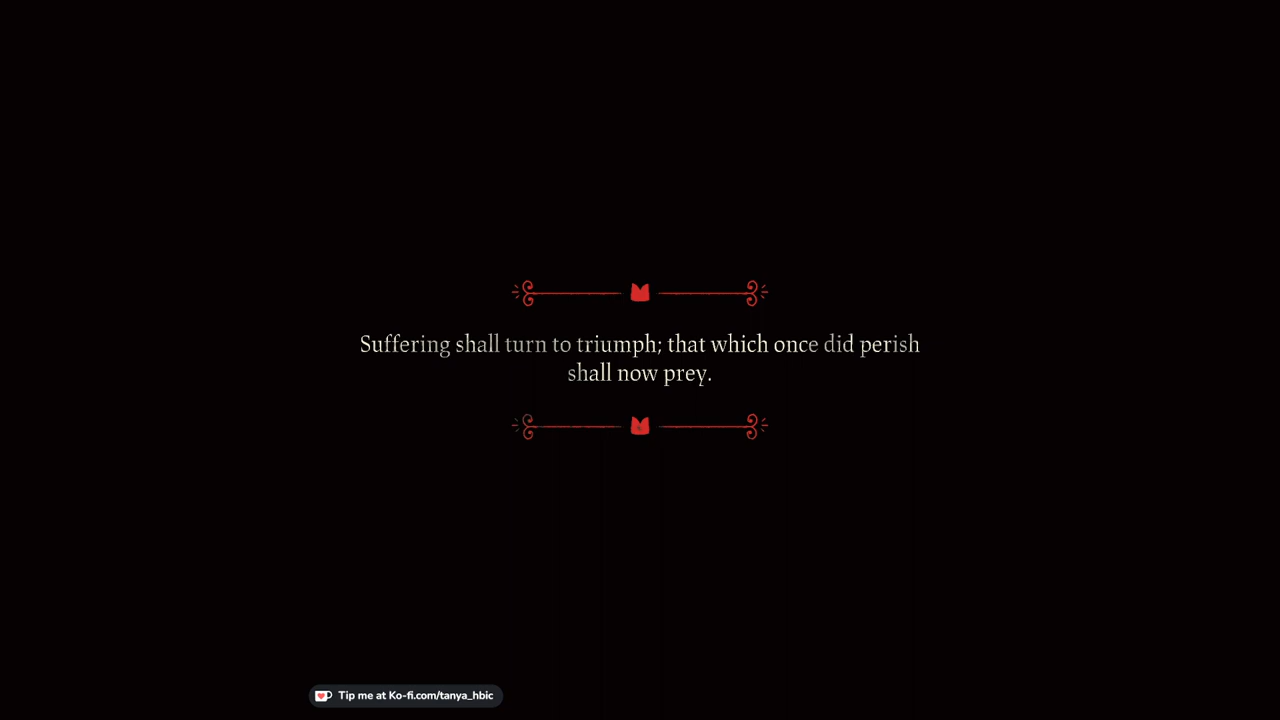 Suffering shall turn to triumph; that which once did perish
shall now prey.
Tip me at Ko-fi.com/tanya_hbic